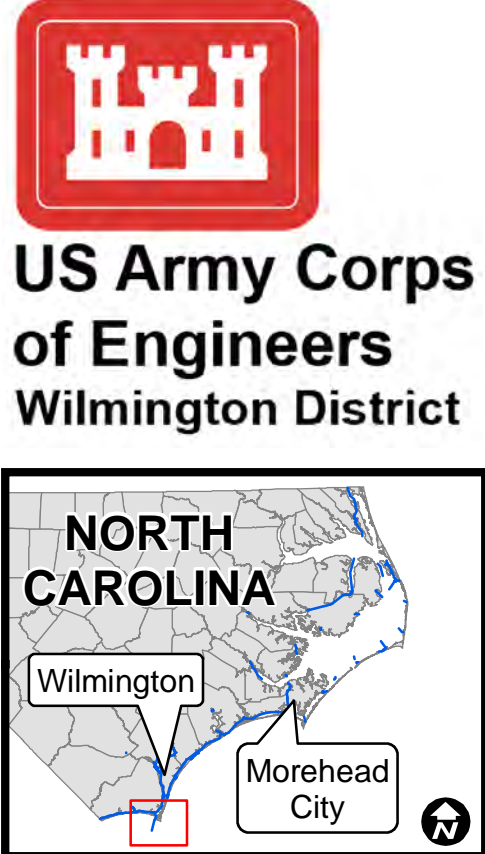 US Army Corps
of Engineers
Wilmington District
NORTH
CAROLINA
Wilmington
Morehead
City
N